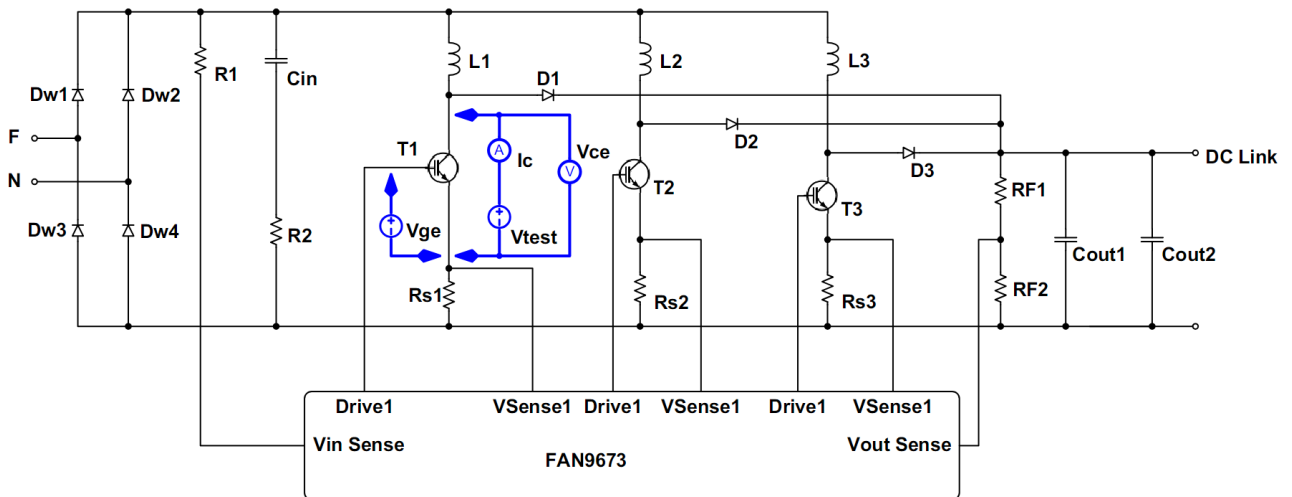 L1
L2
L3
R1
Cin
D1
Dw1
Dw2
F
T1
A
Ic
Vce
V
D2
T2
D3
DC Link
N
RF1
T3
Dw3
Dw4
R2
Vge
Vtest
Cout1
Cout2
Rs1
Rs2
Rs3
RF2
Drive1
VSense1
Drive1
VSense1
Drive1
VSense1
Vin Sense
Vout Sense
FAN9673